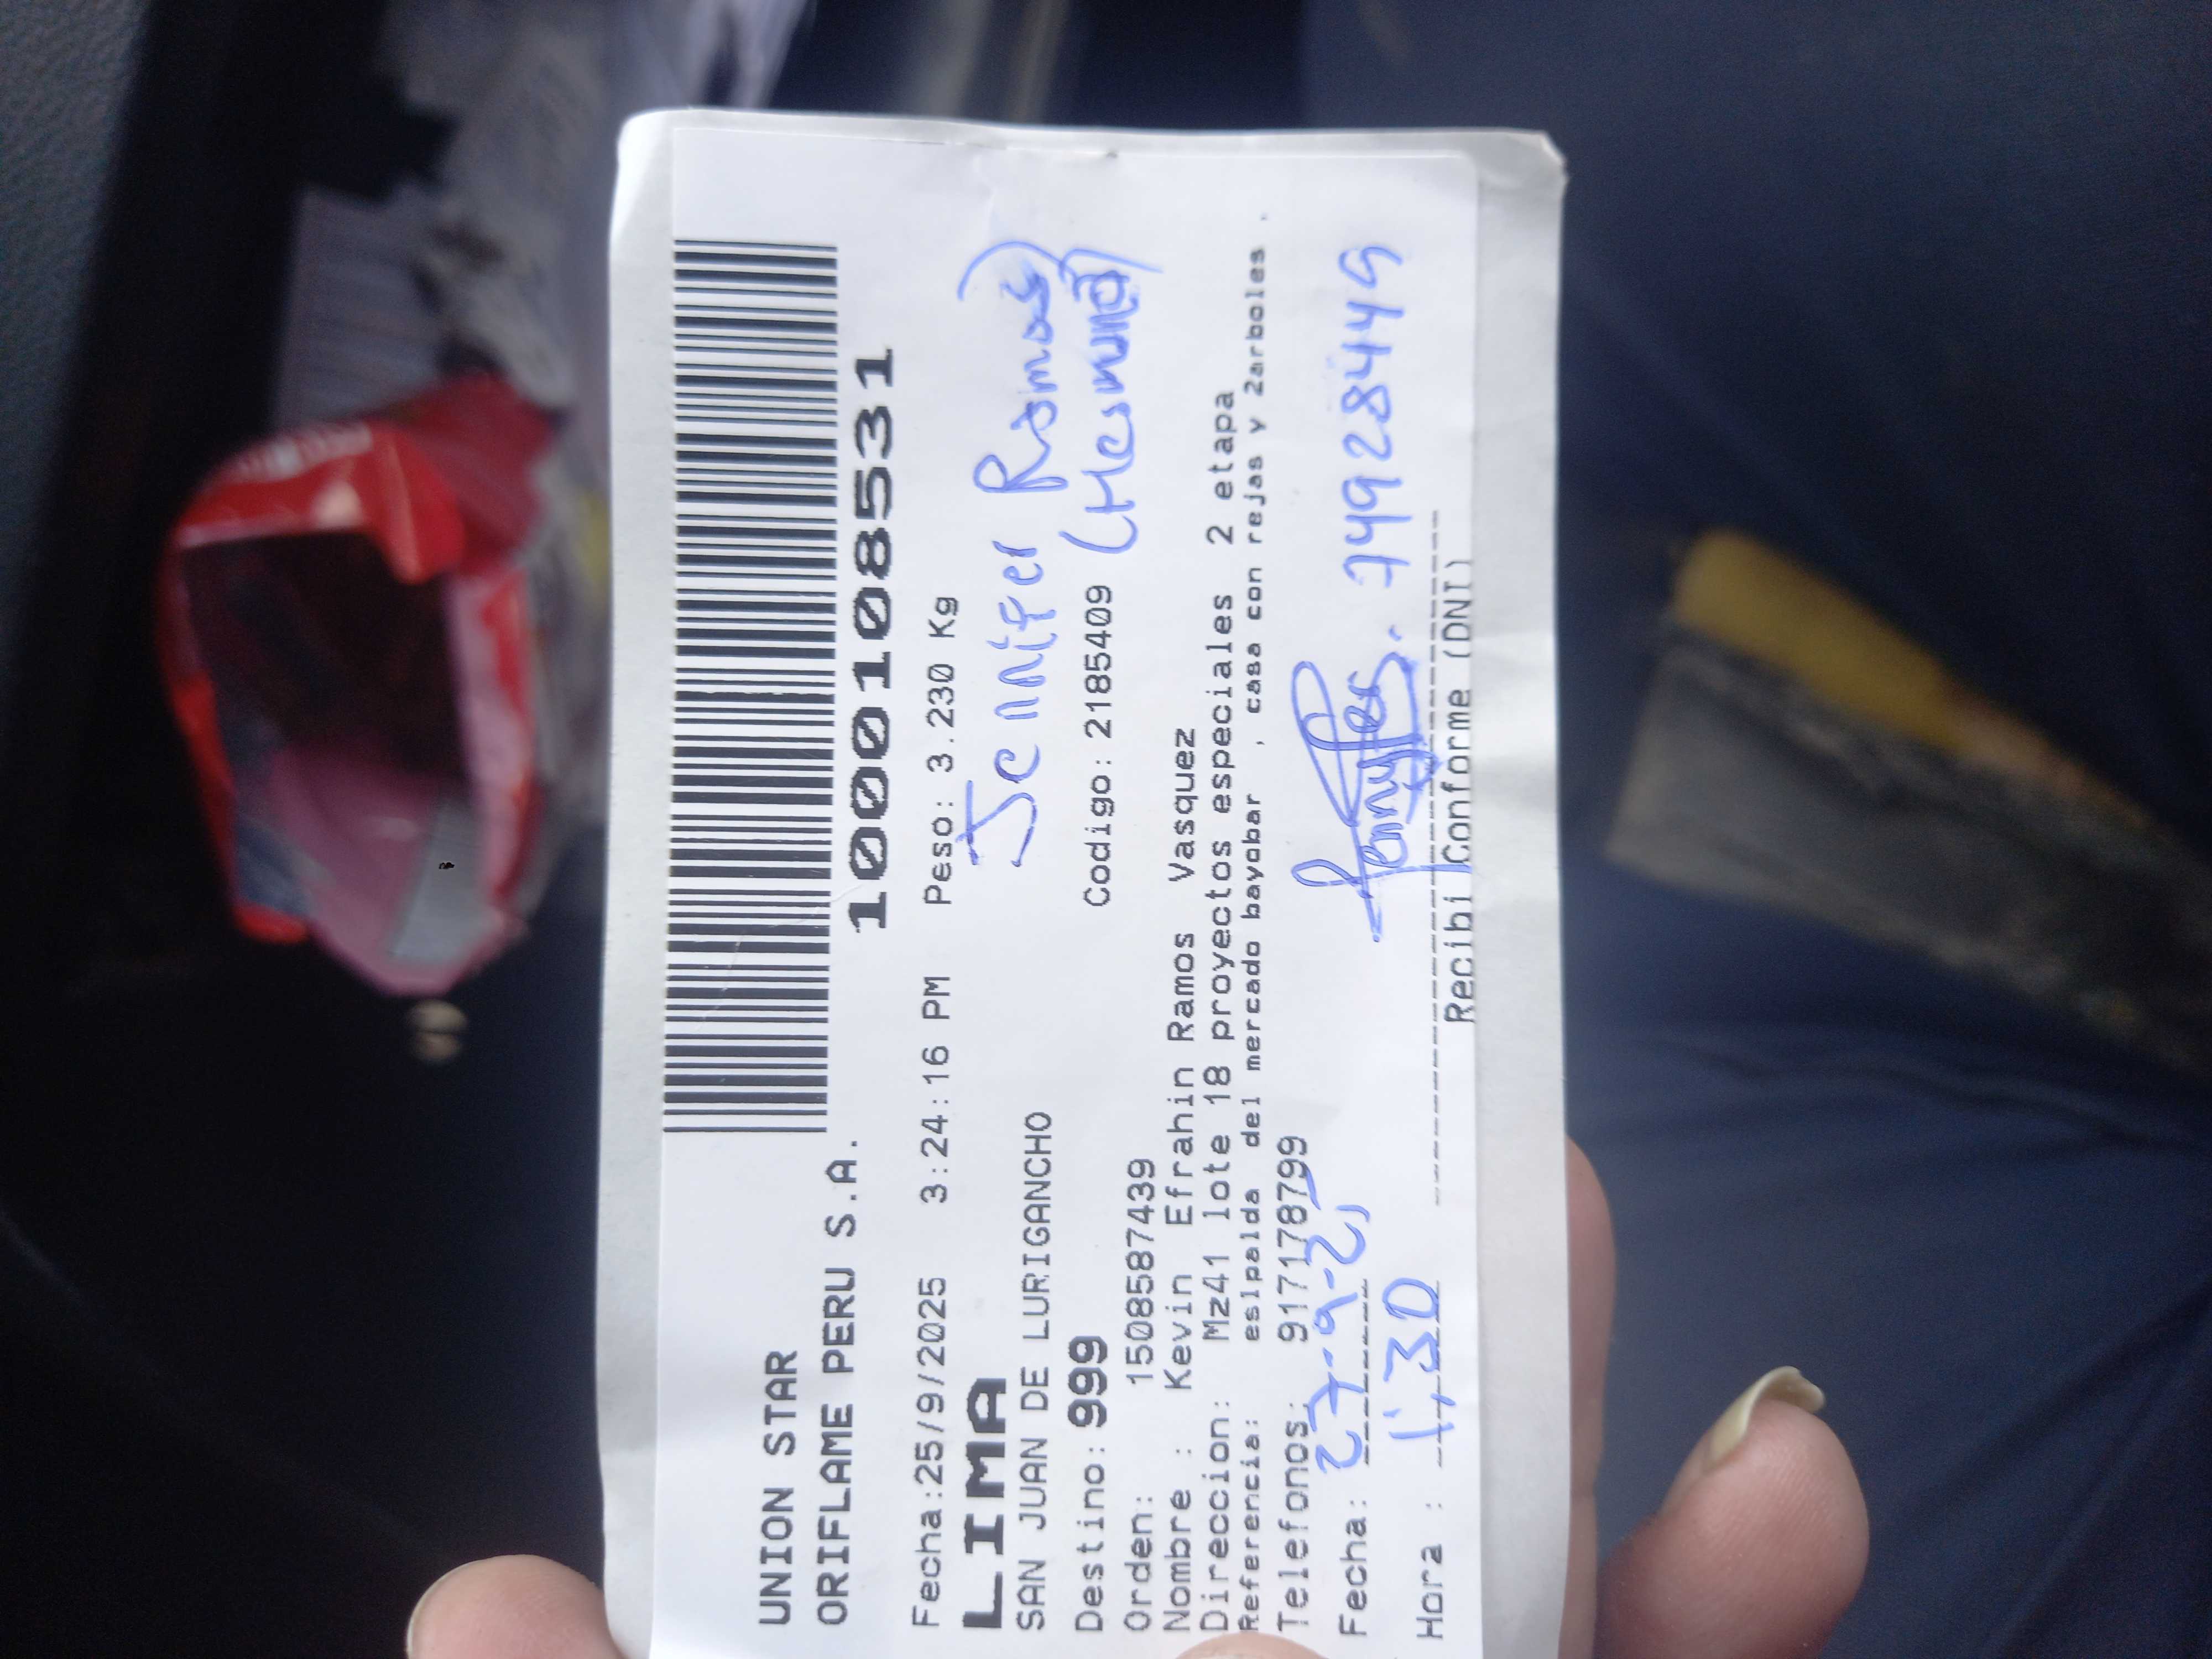 UNION STAR
ORIFLAME PERU S.A.
1000108531
Fecha:25/9/2025 3:24:16 PM Peso: 3.230 Kg
LIMA
Jennifer Ramos
SAN JUAN DE LURIGANCHO
Destino: 999 Codigo: 2185409 (Hermana)
Orden: 1508587439
Nombre : Kevin Efrahin Ramos Vasquez
Direccion: Mz41 lote 18 proyectos especiales 2 etapa
Referencia: eslpalda del mercado bayobar , casa con rejas y 2arboles .
Telefonos: 917178799
Fecha: 27-9-25 Jennyffer. 74928449
Hora : 1:30
Recibi Conforme (DNI)